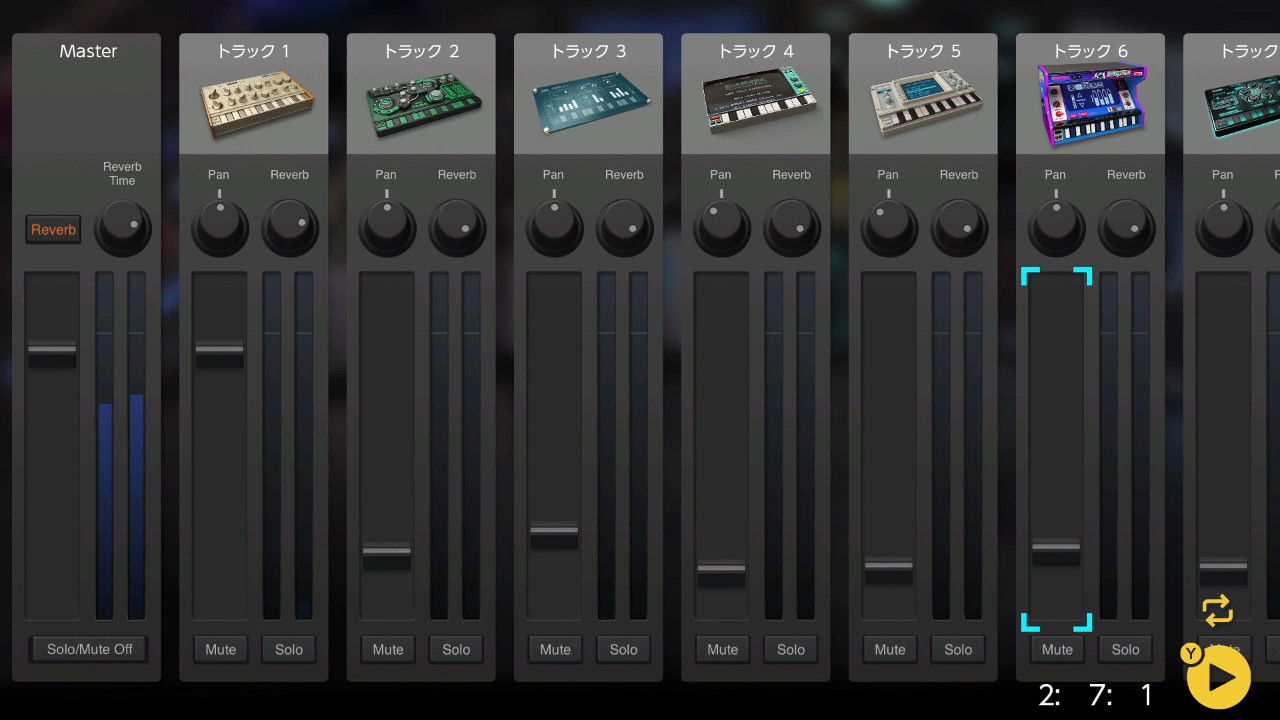 Master
トラック 1
トラック 2
トラック 3
トラック 4
トラック 5
トラック 6
トラック
Reverb
Time
Pan
Reverb
Pan
Reverb
Pan
Reverb
Pan
Reverb
Pan
Reverb
Pan
Reverb
Pan
Reverb
Solo/Mute Off
Mute
Solo
Mute
Solo
Mute
Solo
Mute
Solo
Mute
Solo
Mute
Solo
Y
2: 7: 1